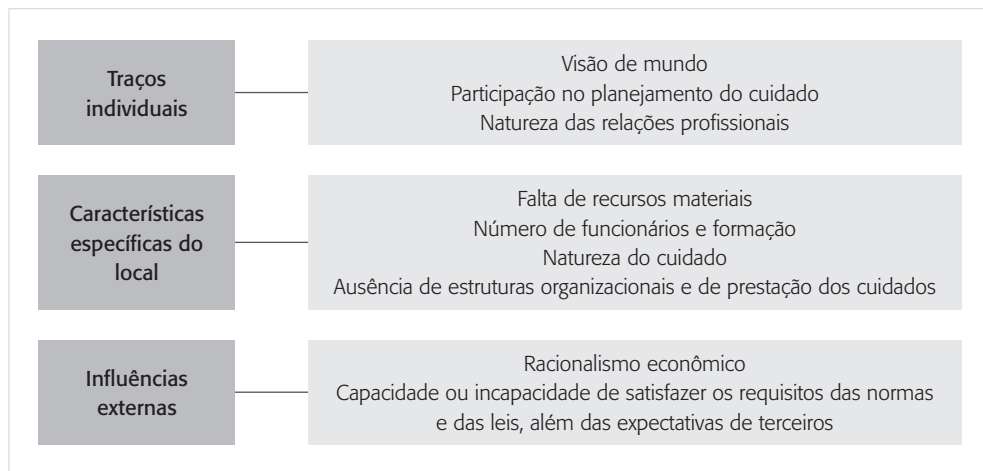 Traços
individuais
Visão de mundo
Participação no planejamento do cuidado
Natureza das relações profissionais
Características
específicas do
local
Falta de recursos materiais
Número de funcionários e formação
Natureza do cuidado
Ausência de estruturas organizacionais e de prestação dos cuidados
Influências
externas
Racionalismo econômico
Capacidade ou incapacidade de satisfazer os requisitos das normas
e das leis, além das expectativas de terceiros